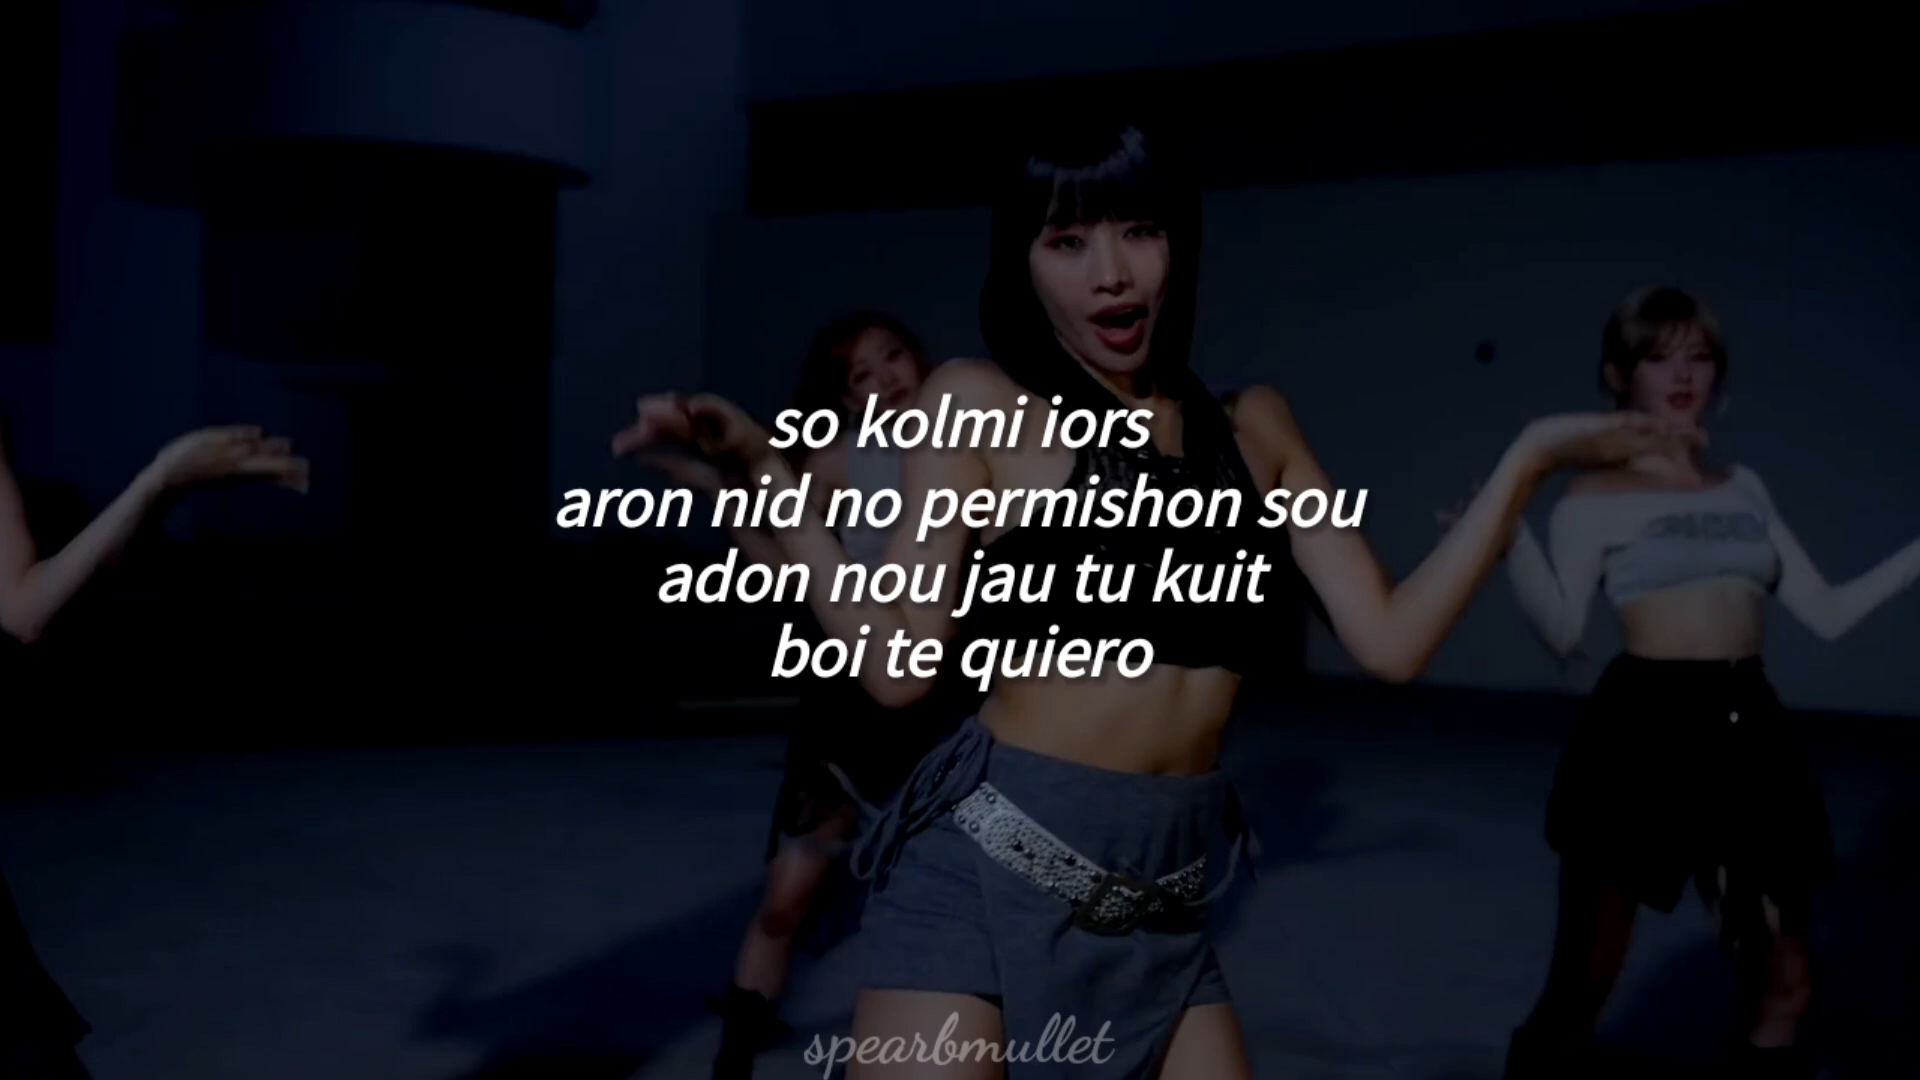 so kolmi iors
aron nid no permishon sou
adon nou jau tu kuit
boi te quiero
spearbmullet